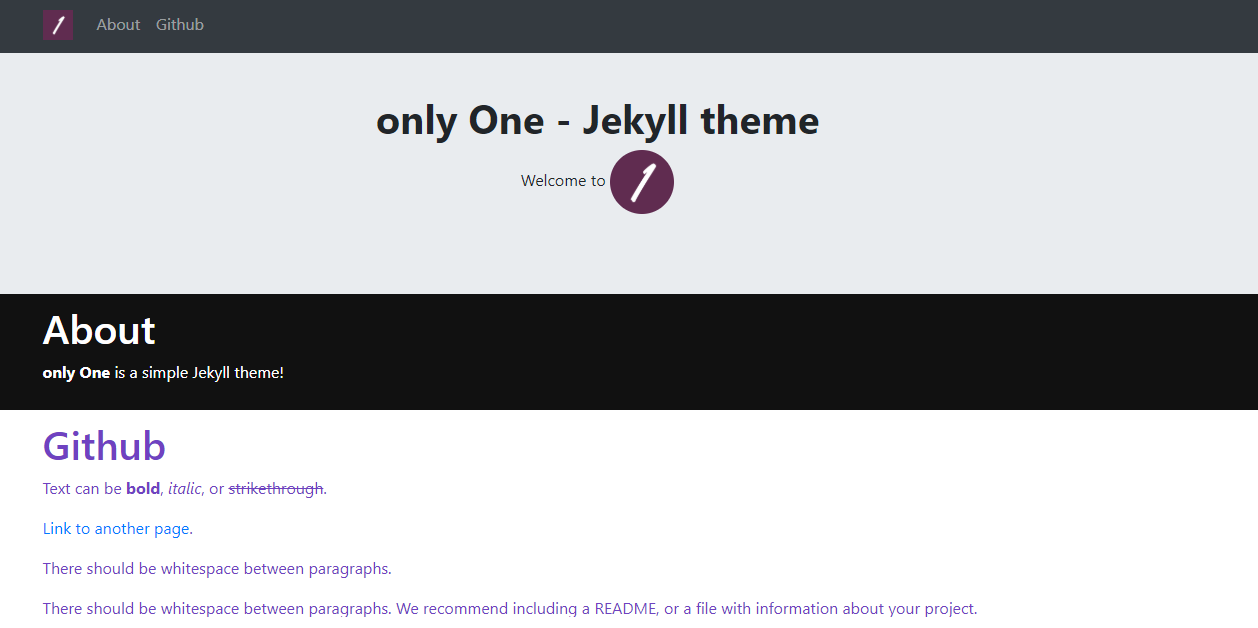 1 About Github
only One - Jekyll theme
Welcome to 1
About
only One is a simple Jekyll theme!
Github
Text can be bold, italic, or strikethrough.
Link to another page.
There should be whitespace between paragraphs.
There should be whitespace between paragraphs. We recommend including a README, or a file with information about your project.